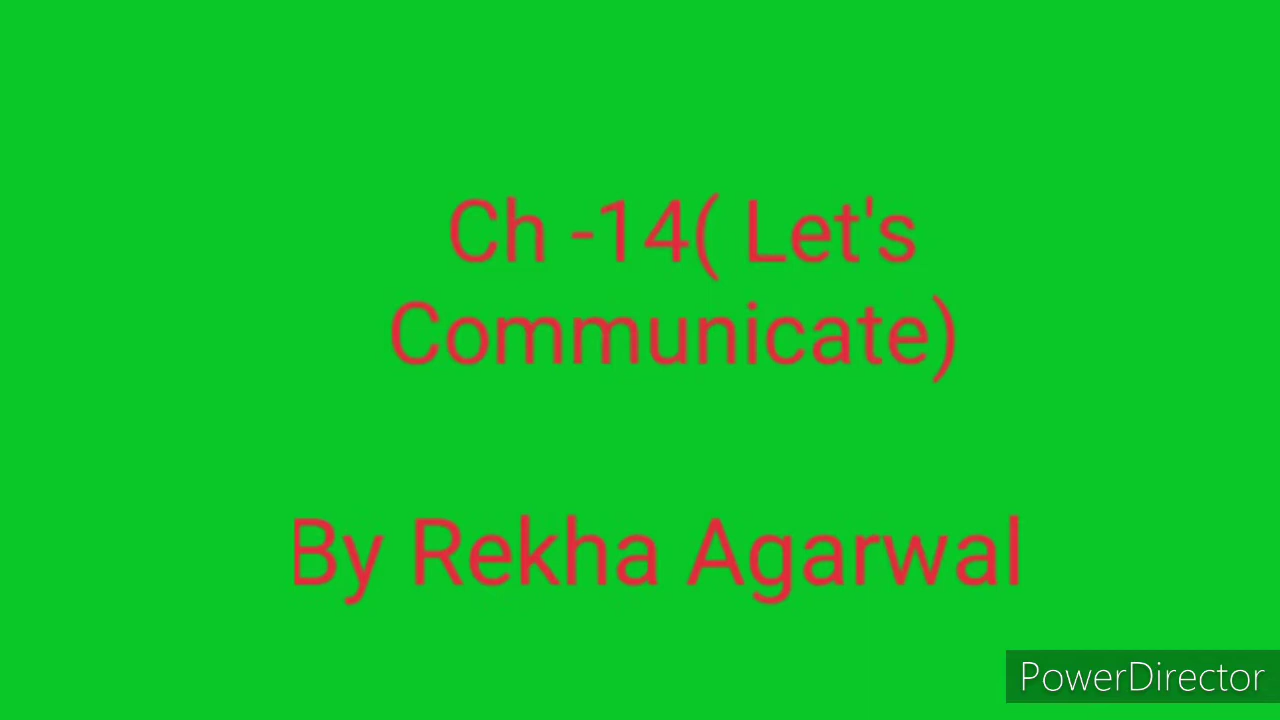 Ch -14( Let's
Communicate)
By Rekha Agarwal
PowerDirector